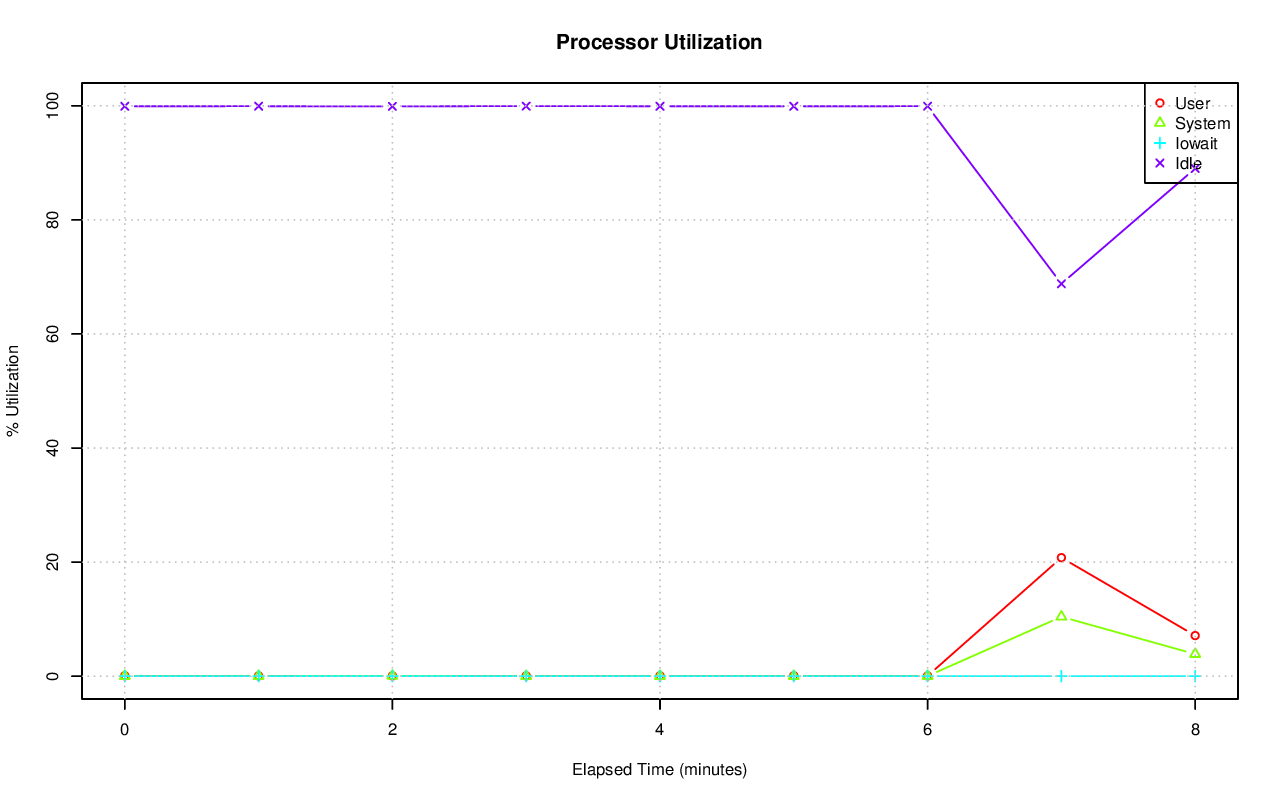 Processor Utilization
% Utilization
100
80
60
40
20
0
User
System
Iowait
Idle
0 2 4 6 8
Elapsed Time (minutes)